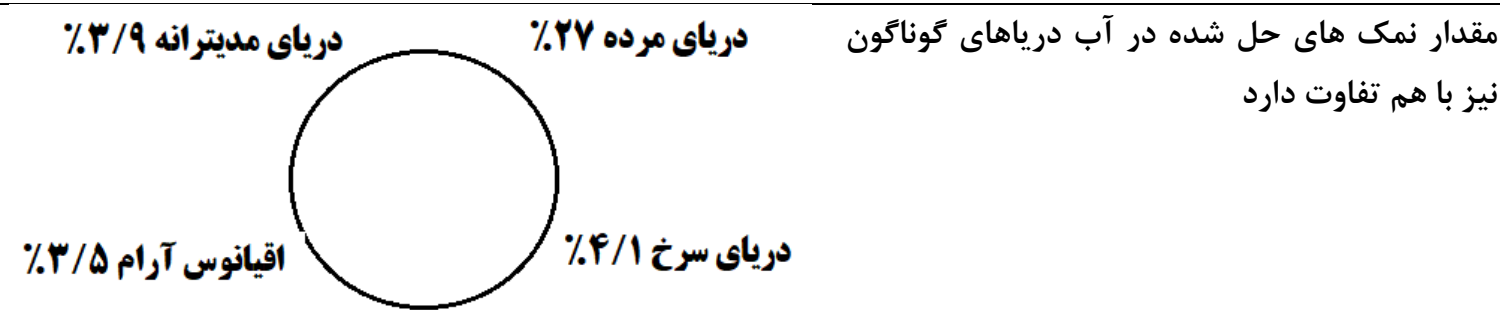 مقدار نمک های حل شده در آب دریاهای گوناگون
نیز با هم تفاوت دارد
دریای مرده ۲۷٪
دریای مدیترانه ۳/۹٪
دریای سرخ ۴/۱٪
اقیانوس آرام ۳/۵٪